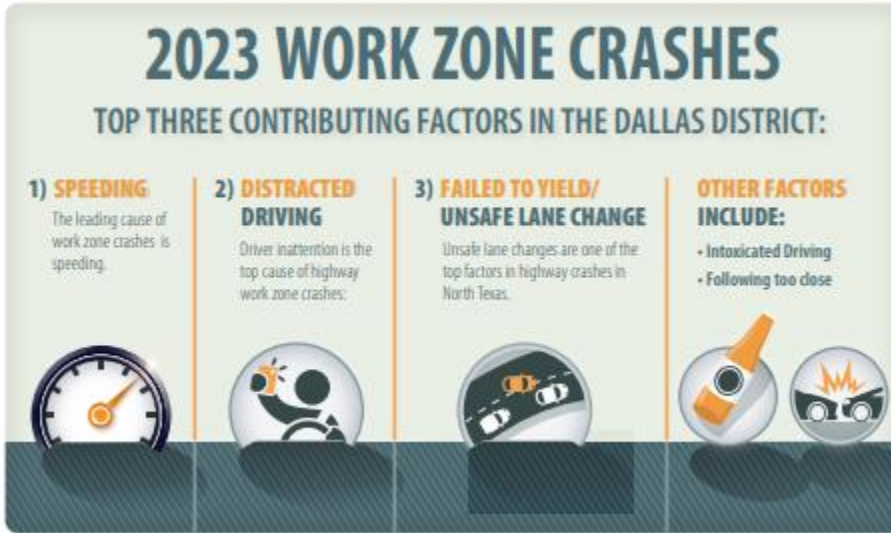 2023 WORK ZONE CRASHES
TOP THREE CONTRIBUTING FACTORS IN THE DALLAS DISTRICT:
1) SPEEDING
The leading cause of
work zone crashes is
speeding.
2) DISTRACTED
DRIVING
Driver inattention is the
top cause of highway
work zone crashes:
3) FAILED TO YIELD/
UNSAFE LANE CHANGE
Unsafe lane changes are one of the
top factors in highway crashes in
North Texas.
OTHER FACTORS
INCLUDE:
• Intoxicated Driving
• Following too close